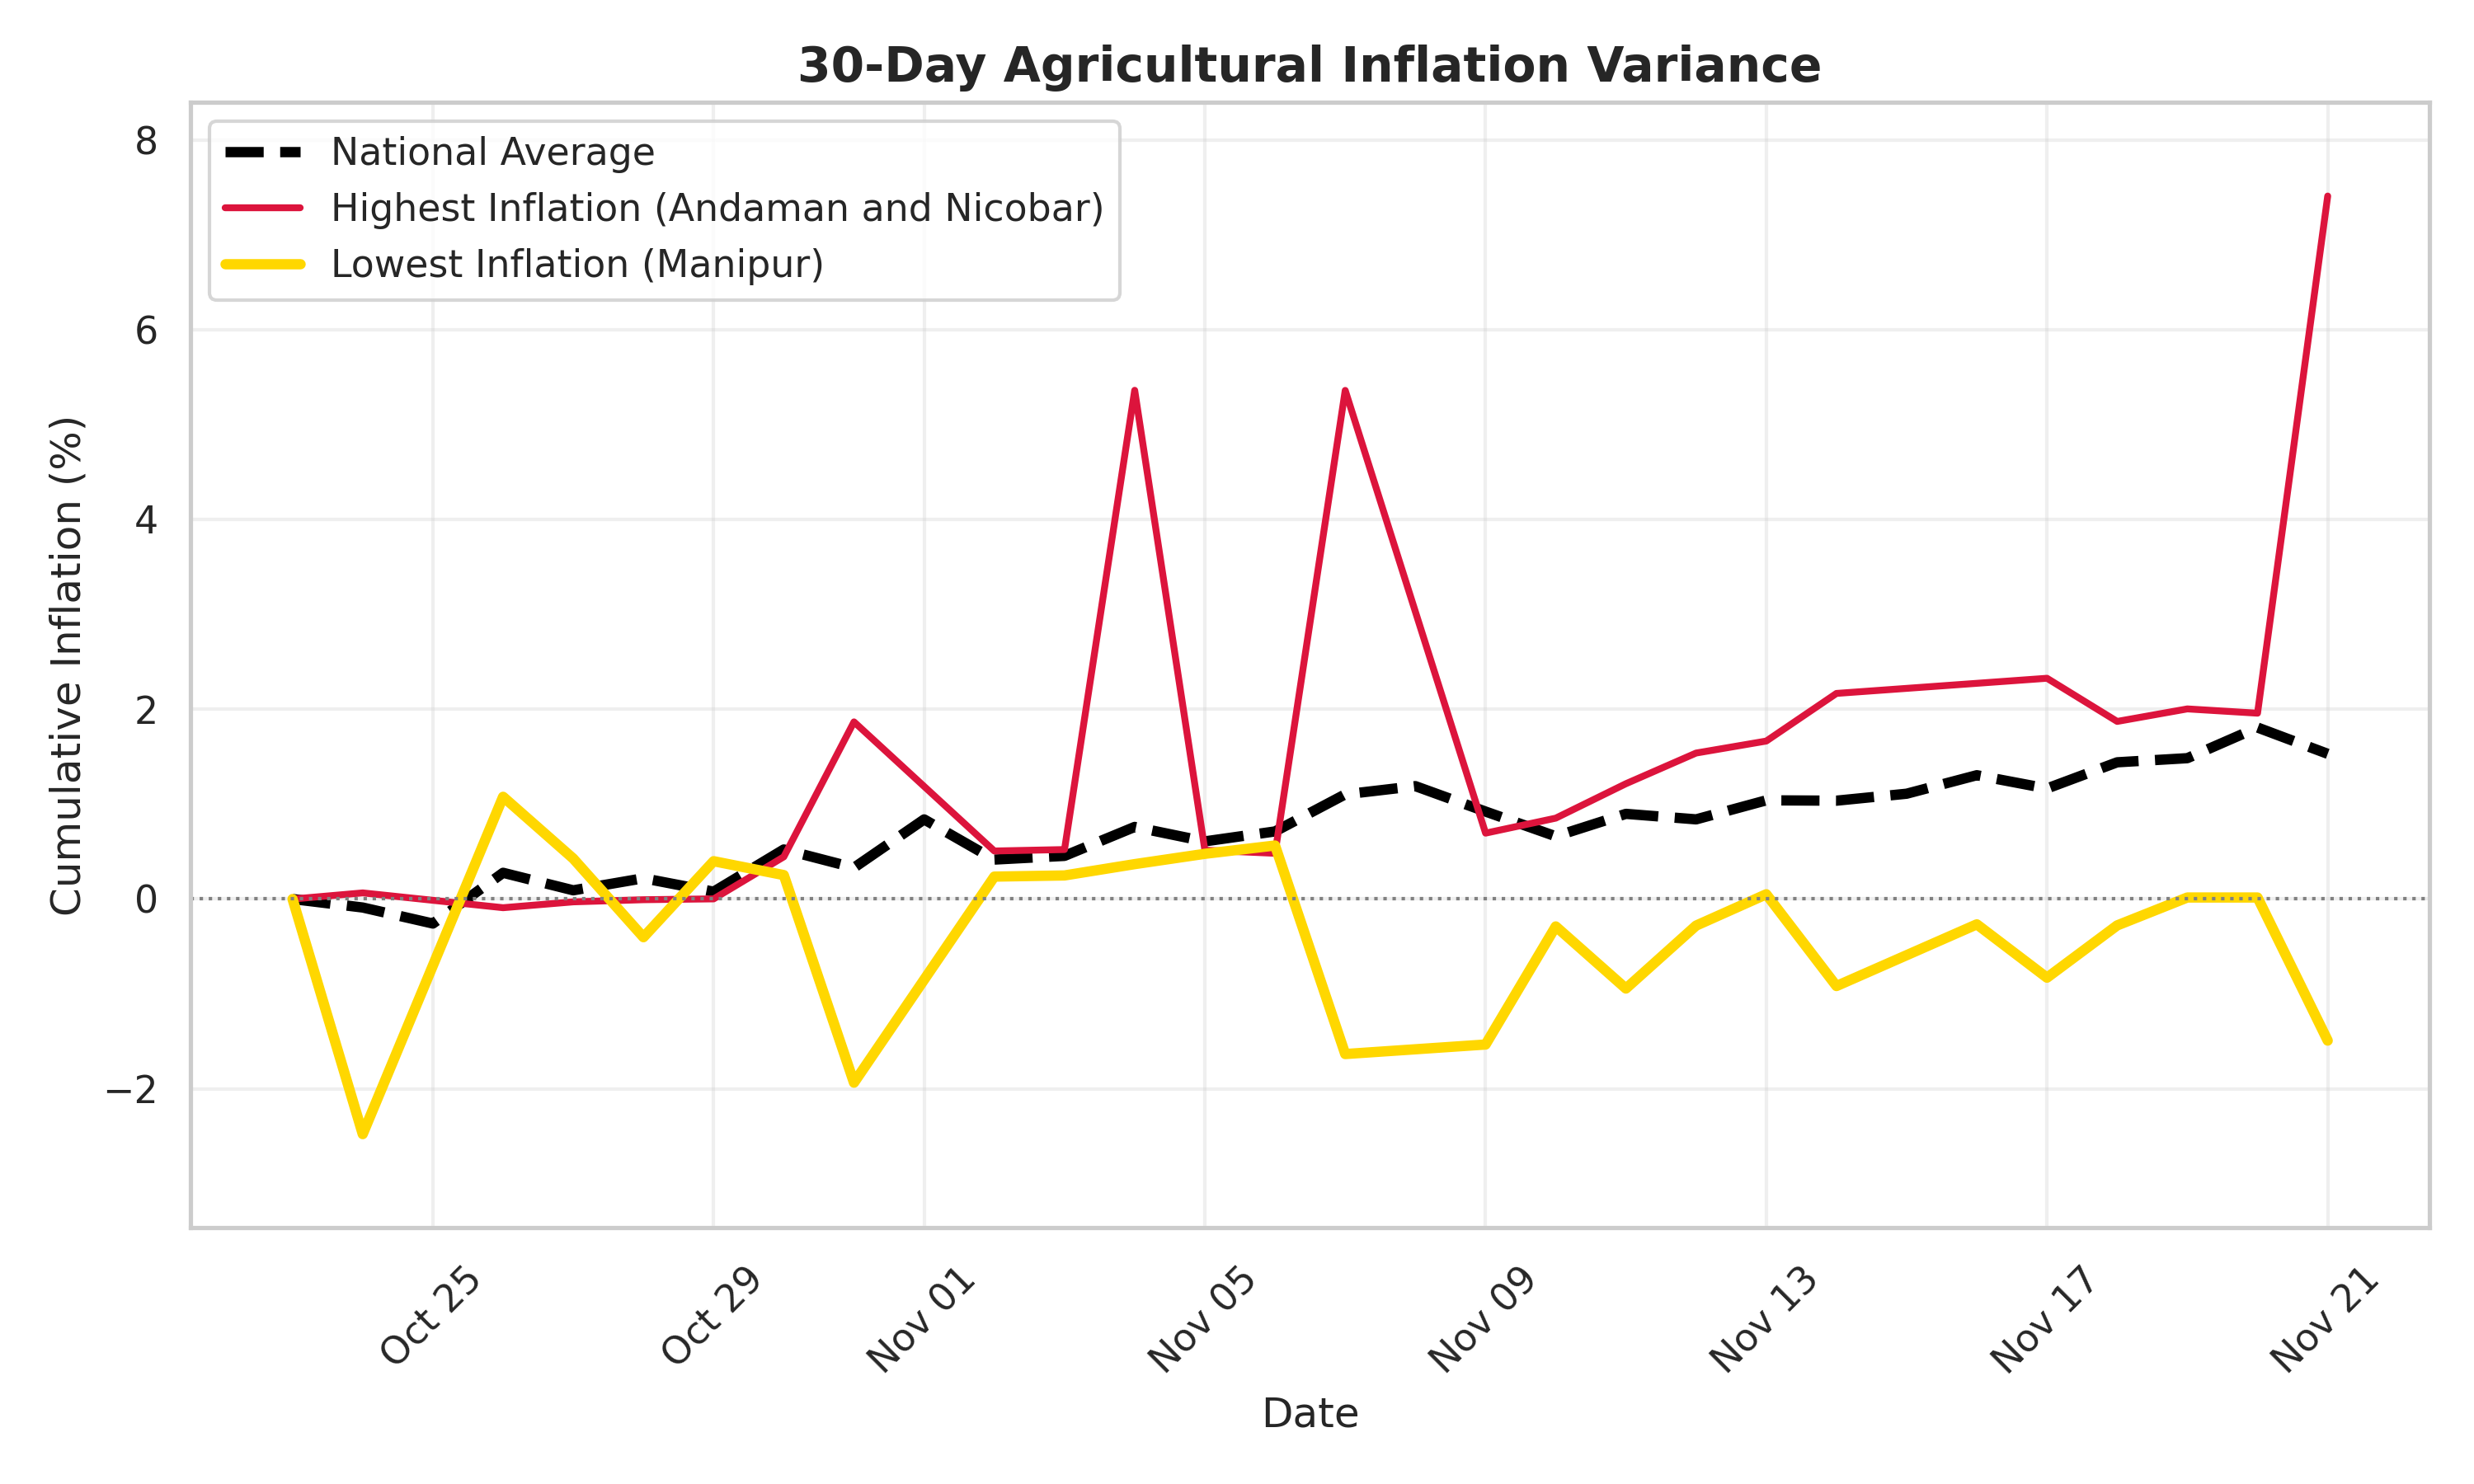 30-Day Agricultural Inflation Variance
National Average
Highest Inflation (Andaman and Nicobar)
Lowest Inflation (Manipur)
Cumulative Inflation (%)
8
6
4
2
0
−2
Oct 25
Oct 29
Nov 01
Nov 05
Nov 09
Nov 13
Nov 17
Nov 21
Date